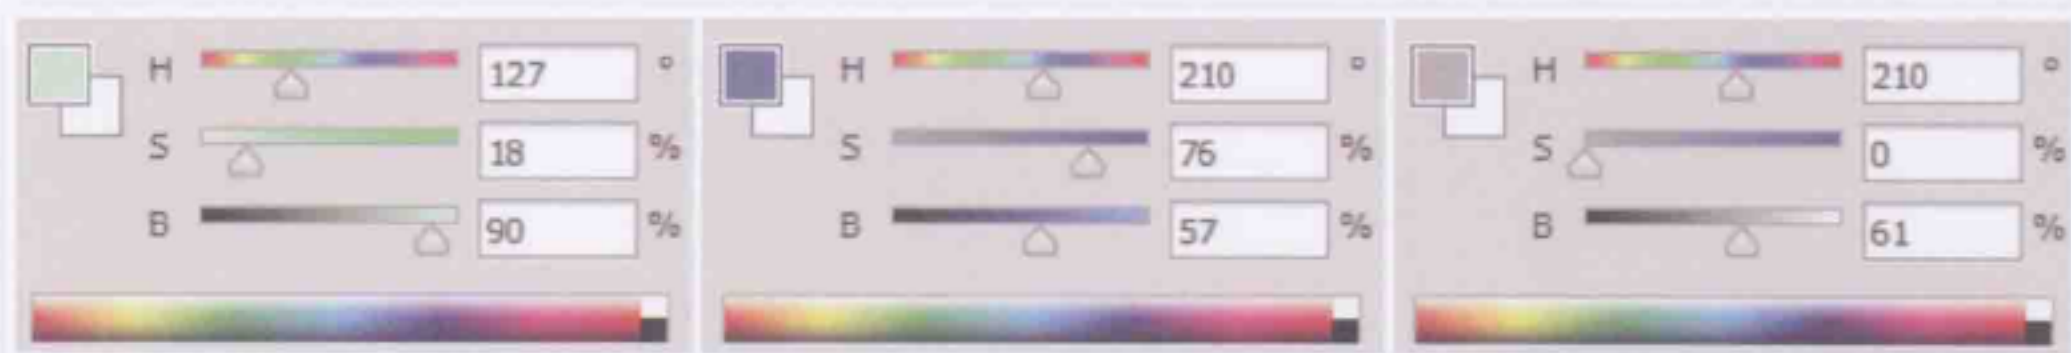 H 127 °
S 18 %
B 90 %
H 210 °
S 76 %
B 57 %
H 210 °
S 0 %
B 61 %